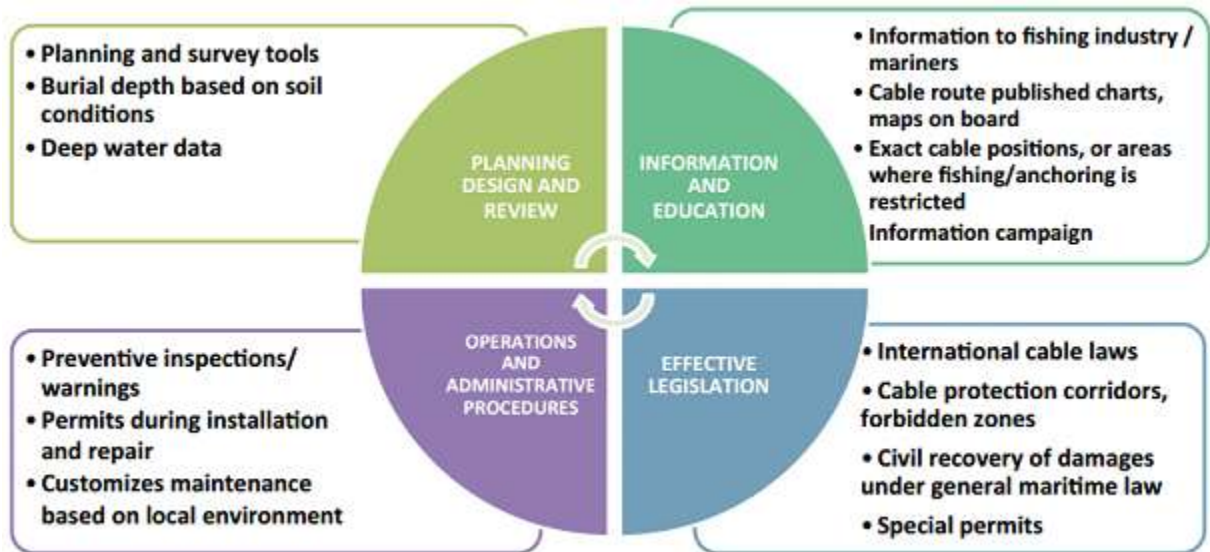 • Planning and survey tools
• Burial depth based on soil
conditions
• Deep water data
PLANNING
DESIGN AND
REVIEW
INFORMATION
AND
EDUCATION
• Information to fishing industry /
mariners
• Cable route published charts,
maps on board
• Exact cable positions, or areas
where fishing/anchoring is
restricted
Information campaign
• Preventive inspections/
warnings
• Permits during installation
and repair
• Customizes maintenance
based on local environment
OPERATIONS
AND
ADMINISTRATIVE
PROCEDURES
EFFECTIVE
LEGISLATION
• International cable laws
• Cable protection corridors,
forbidden zones
• Civil recovery of damages
under general maritime law
• Special permits